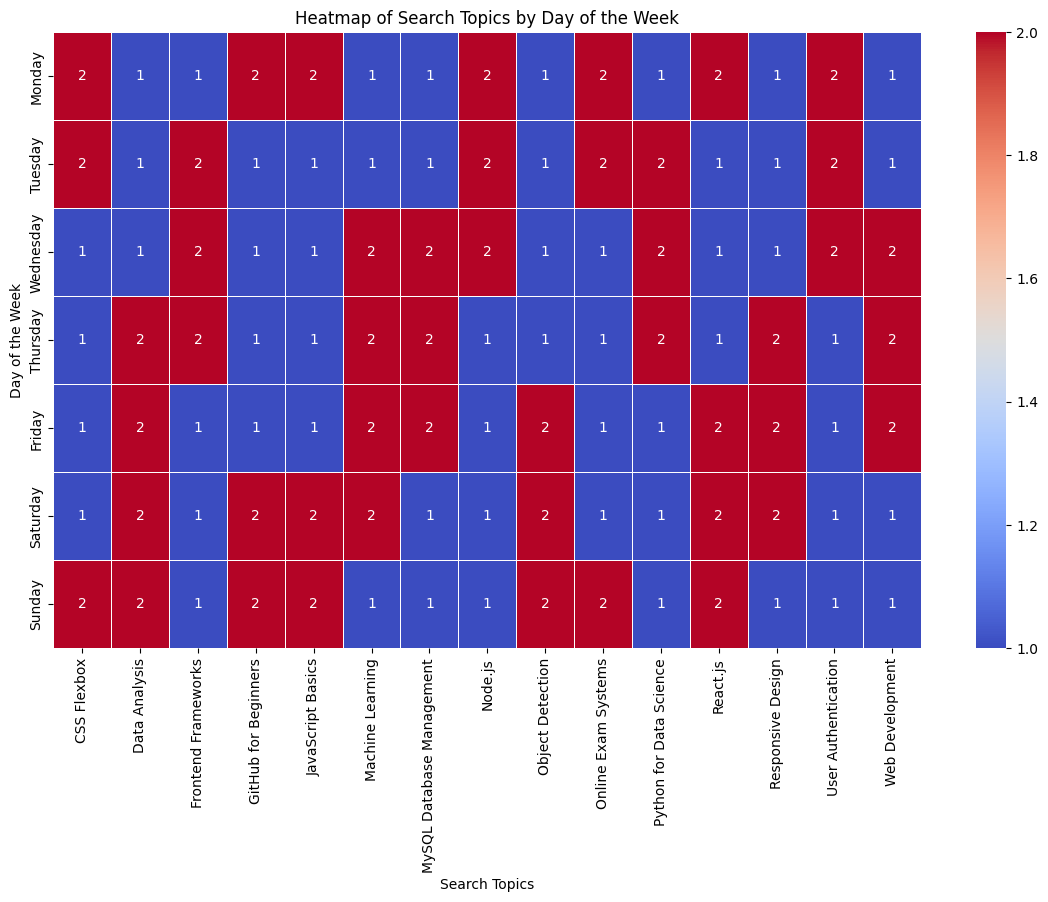 Heatmap of Search Topics by Day of the Week
Day of the Week
Monday 2 1 1 2 2 1 1 2 1 2 1 2 1 2 1
Tuesday 2 1 2 1 1 1 1 2 1 2 2 1 1 2 1
Wednesday 1 1 2 1 1 2 2 2 1 1 2 1 1 2 2
Thursday 1 2 2 1 1 2 2 1 1 1 2 1 2 1 2
Friday 1 2 1 1 1 2 2 1 2 1 1 2 2 1 2
Saturday 1 2 1 2 2 2 1 1 2 1 1 2 2 1 1
Sunday 2 2 1 2 2 1 1 1 2 2 1 2 1 1 1
CSS Flexbox
Data Analysis
Frontend Frameworks
GitHub for Beginners
JavaScript Basics
Machine Learning
MySQL Database Management
Node.js
Object Detection
Online Exam Systems
Python for Data Science
React.js
Responsive Design
User Authentication
Web Development
Search Topics
2.0
1.8
1.6
1.4
1.2
1.0